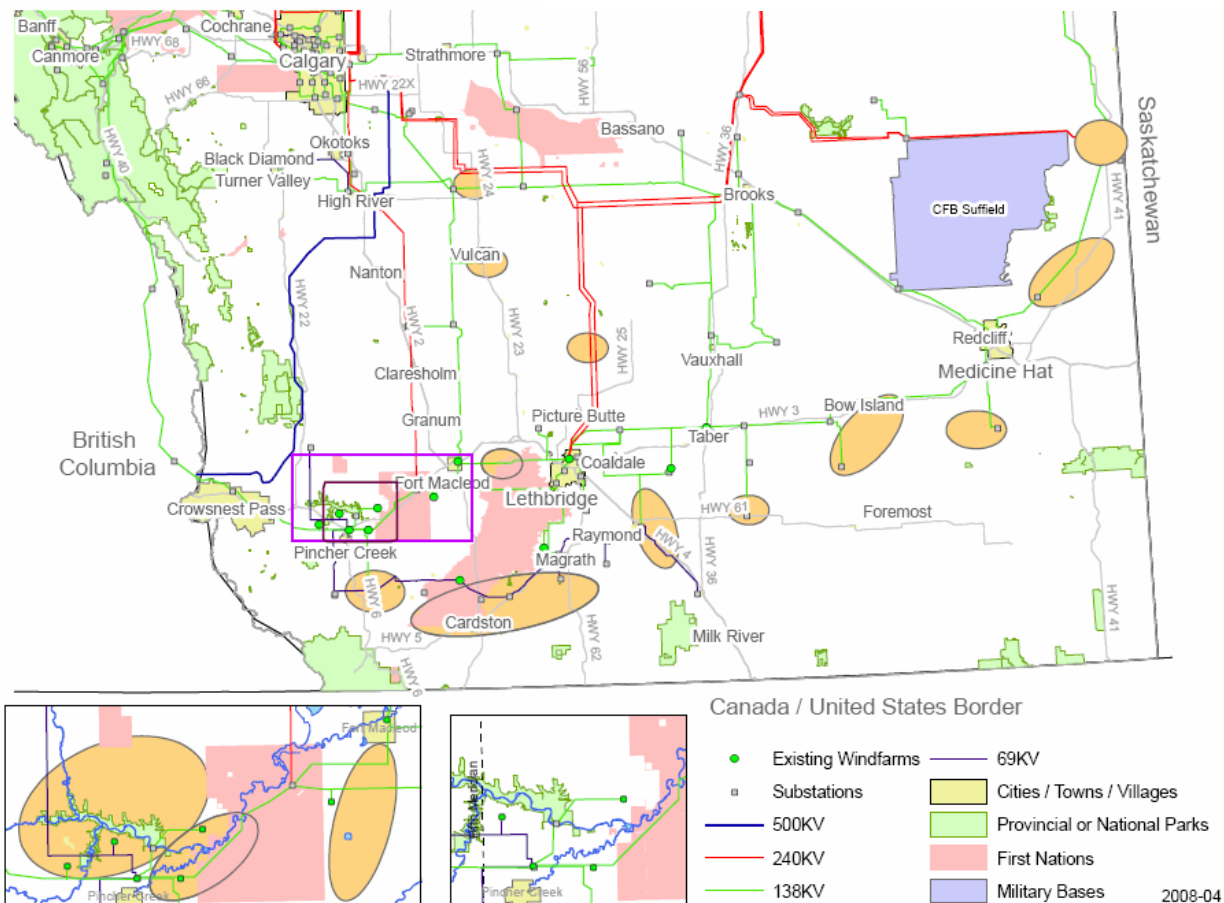 Banff
Cochrane
Canmore
HWY 68
Calgary
Strathmore
HWY 66
HWY 22X
HWY 56
Bassano
HWY 36
Saskatchewan
HWY 40
Okotoks
Black Diamond
Turner Valley
High River
HWY 24
Brooks
CFB Suffield
HWY 41
Vulcan
Nanton
HWY 22
HWY 2
HWY 23
HWY 25
Redcliff
Vauxhall
Medicine Hat
Claresholm
Granum
Picture Butte
HWY 3
Bow Island
Taber
British
Columbia
Coaldale
Fort Macleod
Lethbridge
Crowsnest Pass
HWY 61
Foremost
Pincher Creek
Raymond
HWY 4
Magrath
HWY 36
HWY 6
Cardston
HWY 5
HWY 62
Milk River
HWY 41
HWY 6
Fort Macleod
Pincher Creek
Pincher Creek
Canada / United States Border
Existing Windfarms
69KV
Substations
Cities / Towns / Villages
500KV
Provincial or National Parks
240KV
First Nations
138KV
Military Bases
2008-04